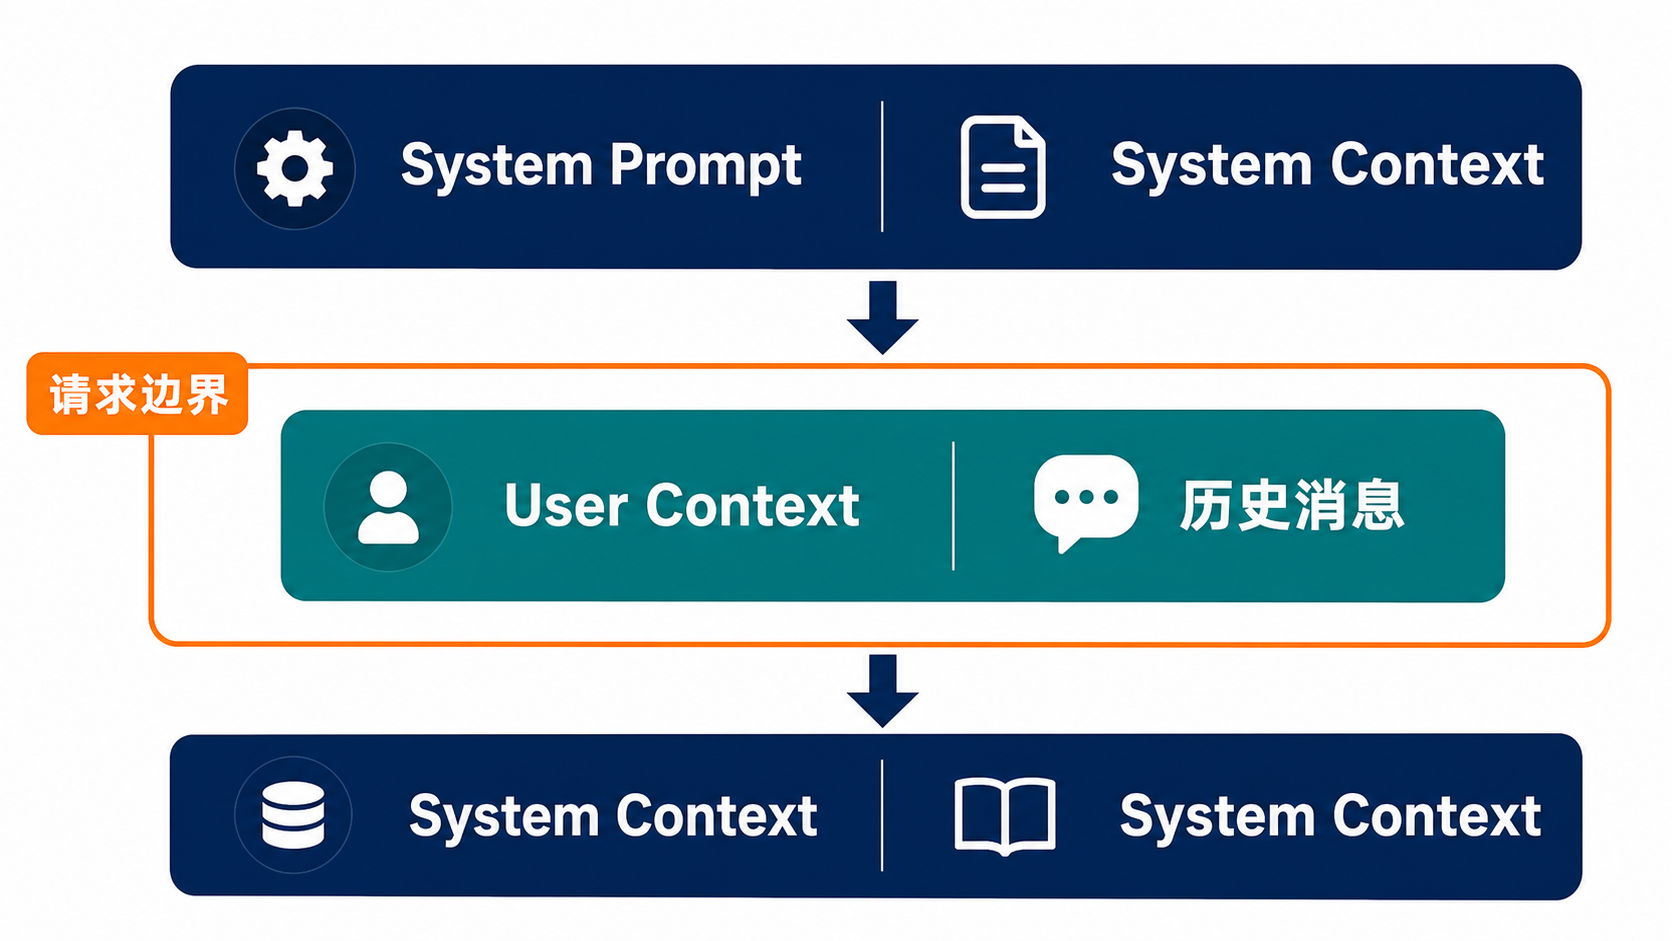 System Prompt
System Context
请求边界
User Context
历史消息
System Context
System Context